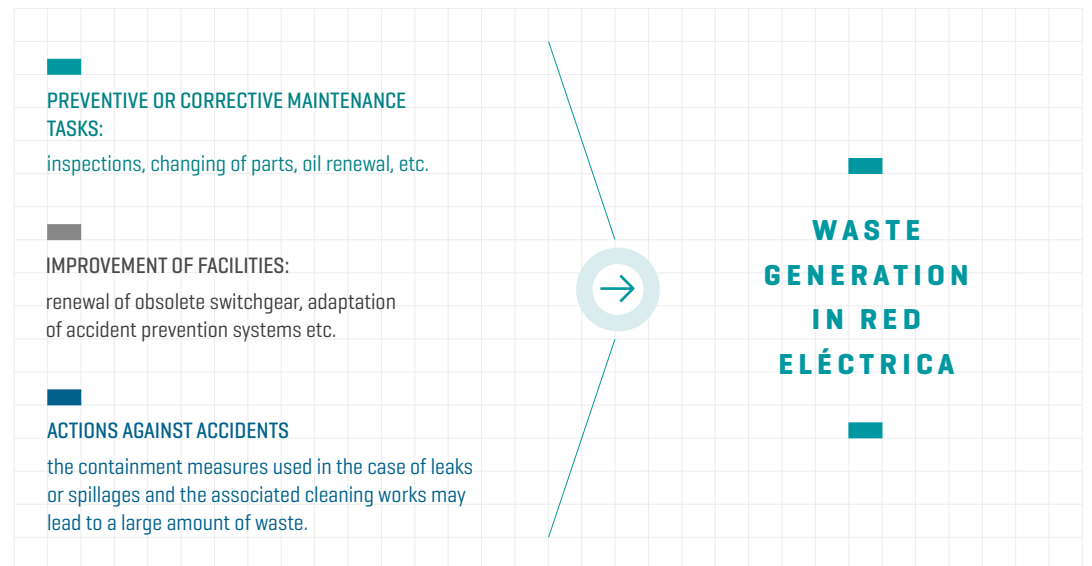 PREVENTIVE OR CORRECTIVE MAINTENANCE
TASKS:
inspections, changing of parts, oil renewal, etc.
IMPROVEMENT OF FACILITIES:
renewal of obsolete switchgear, adaptation
of accident prevention systems etc.
ACTIONS AGAINST ACCIDENTS
the containment measures used in the case of leaks
or spillages and the associated cleaning works may
lead to a large amount of waste.
WASTE
GENERATION
IN RED
ELÉCTRICA